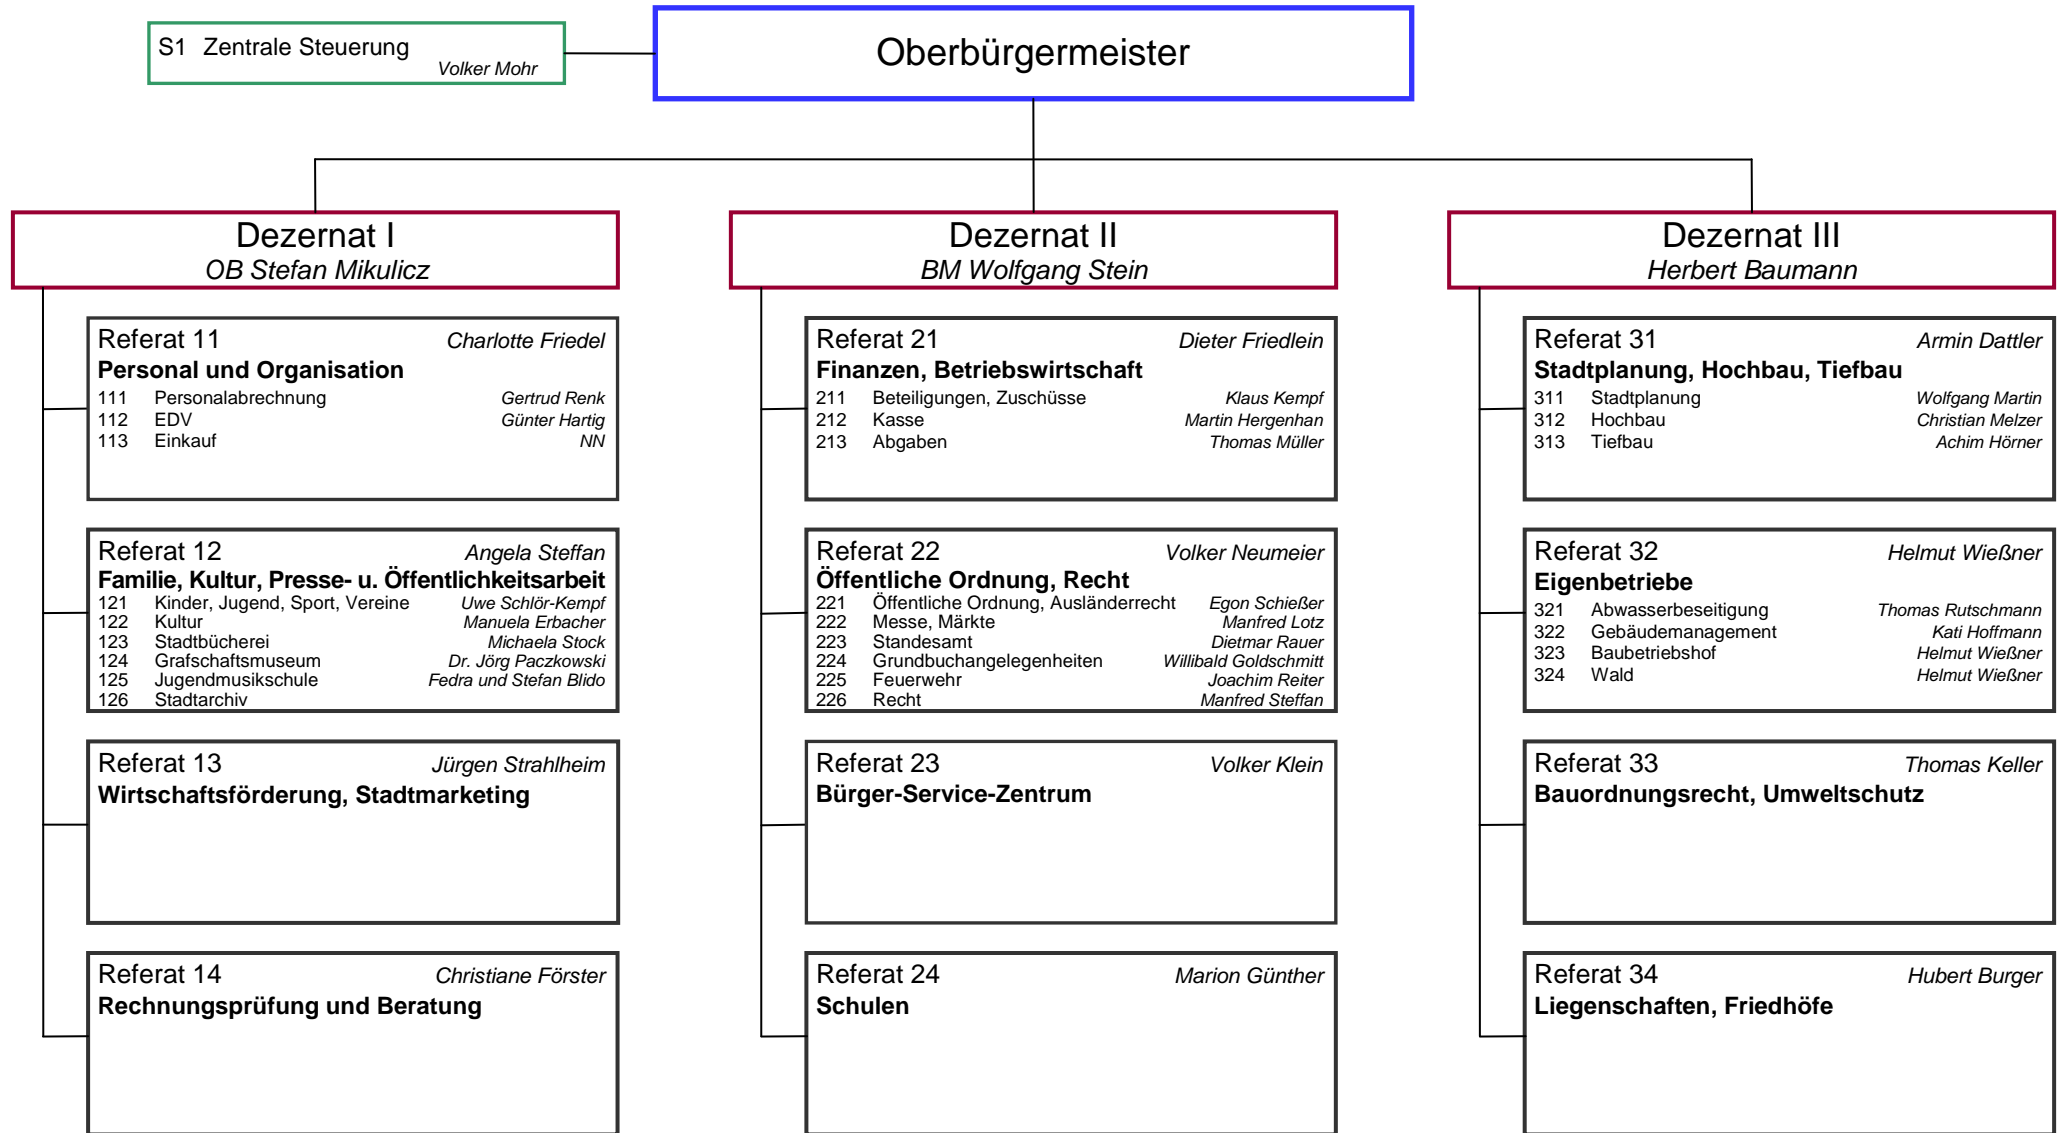 S1 Zentrale Steuerung
Volker Mohr
Oberbürgermeister
Dezernat I
OB Stefan Mikulicz
Referat 11 Charlotte Friedel
Personal und Organisation
111 Personalabrechnung Gertrud Renk
112 EDV Günter Hartig
113 Einkauf NN
Referat 12 Angela Steffan
Familie, Kultur, Presse- u. Öffentlichkeitsarbeit
121 Kinder, Jugend, Sport, Vereine Uwe Schlör-Kempf
122 Kultur Manuela Erbacher
123 Stadtbücherei Michaela Stock
124 Grafschaftsmuseum Dr. Jörg Paczkowski
125 Jugendmusikschule Fedra und Stefan Blido
126 Stadtarchiv
Referat 13 Jürgen Strahlheim
Wirtschaftsförderung, Stadtmarketing
Referat 14 Christiane Förster
Rechnungsprüfung und Beratung
Dezernat II
BM Wolfgang Stein
Referat 21 Dieter Friedlein
Finanzen, Betriebswirtschaft
211 Beteiligungen, Zuschüsse Klaus Kempf
212 Kasse Martin Hergenhan
213 Abgaben Thomas Müller
Referat 22 Volker Neumeier
Öffentliche Ordnung, Recht
221 Öffentliche Ordnung, Ausländerrecht Egon Schießer
222 Messe, Märkte Manfred Lotz
223 Standesamt Dietmar Rauer
224 Grundbuchangelegenheiten Willibald Goldschmitt
225 Feuerwehr Joachim Reiter
226 Recht Manfred Steffan
Referat 23 Volker Klein
Bürger-Service-Zentrum
Referat 24 Marion Günther
Schulen
Dezernat III
Herbert Baumann
Referat 31 Armin Dattler
Stadtplanung, Hochbau, Tiefbau
311 Stadtplanung Wolfgang Martin
312 Hochbau Christian Melzer
313 Tiefbau Achim Hörner
Referat 32 Helmut Wießner
Eigenbetriebe
321 Abwasserbeseitigung Thomas Rutschmann
322 Gebäudemanagement Kati Hoffmann
323 Baubetriebshof Helmut Wießner
324 Wald Helmut Wießner
Referat 33 Thomas Keller
Bauordnungsrecht, Umweltschutz
Referat 34 Hubert Burger
Liegenschaften, Friedhöfe